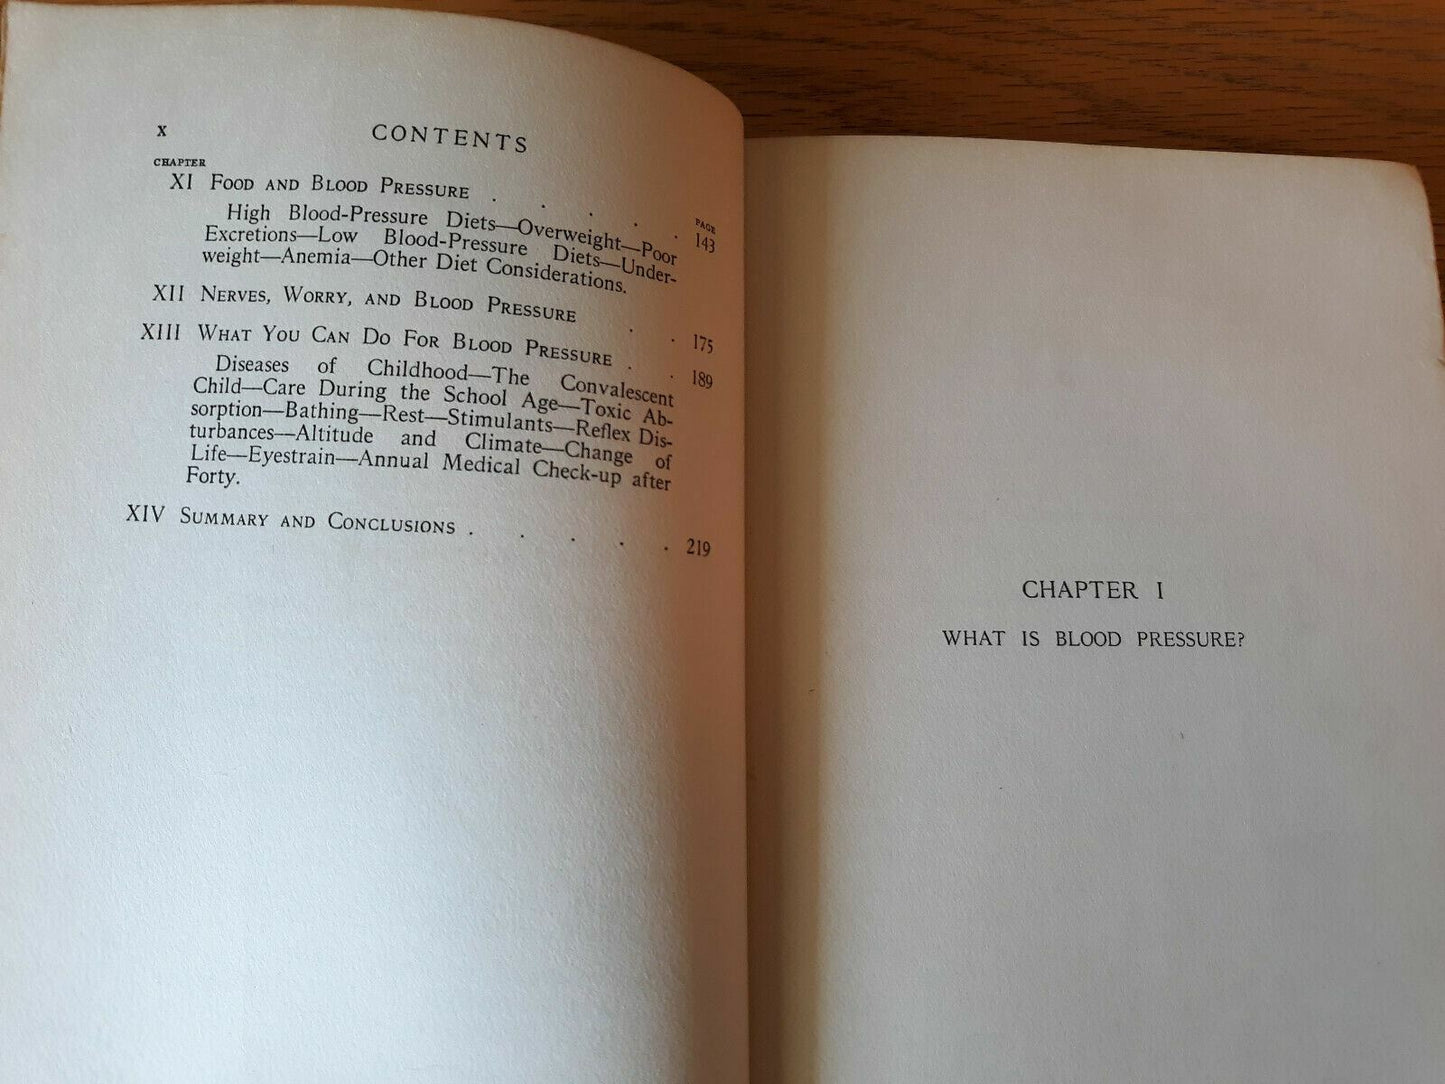 x CONTENTS
CHAPTER PAGE
XI FOOD AND BLOOD PRESSURE . . . . . 143
High Blood-Pressure Diets—Overweight—Poor
Excretions—Low Blood-Pressure Diets—Under-
weight—Anemia—Other Diet Considerations.
XII NERVES, WORRY, AND BLOOD PRESSURE . . 175
XIII WHAT YOU CAN DO FOR BLOOD PRESSURE . . 189
Diseases of Childhood—The Convalescent
Child—Care During the School Age—Toxic Ab-
sorption—Bathing—Rest—Stimulants—Reflex Dis-
turbances—Altitude and Climate—Change of
Life—Eyestrain—Annual Medical Check-up after
Forty.
XIV SUMMARY AND CONCLUSIONS . . . . . 219
CHAPTER I
WHAT IS BLOOD PRESSURE?